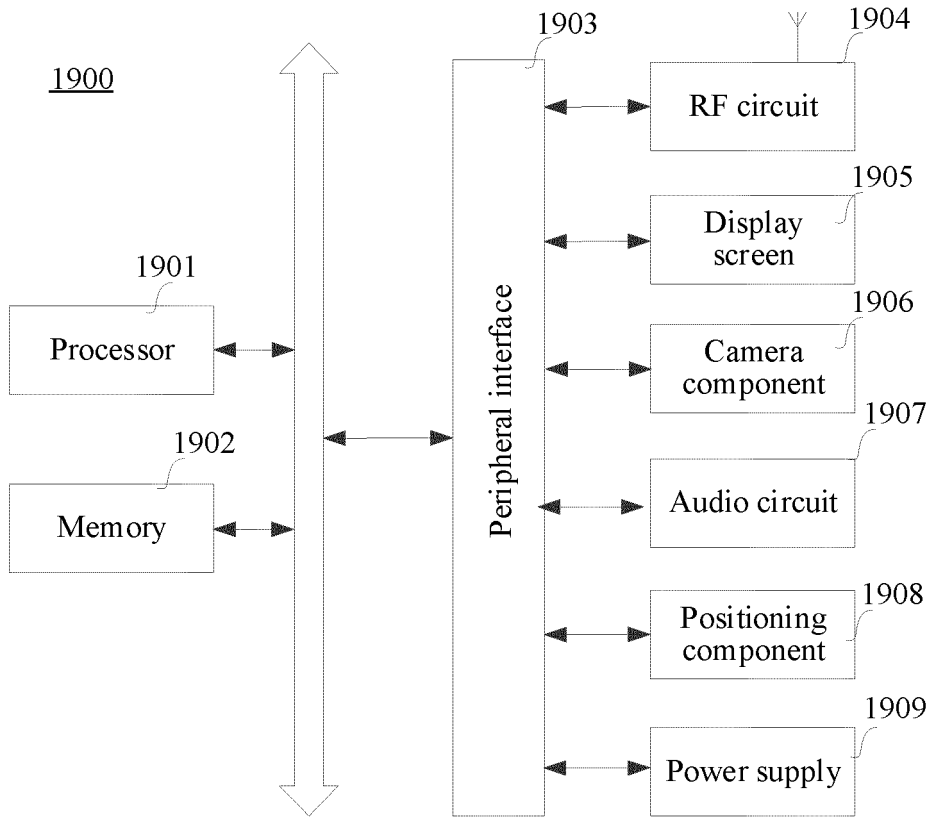 1900
1901
Processor
1902
Memory
1903
Peripheral interface
1904
RF circuit
1905
Display
screen
1906
Camera
component
1907
Audio circuit
1908
Positioning
component
1909
Power supply